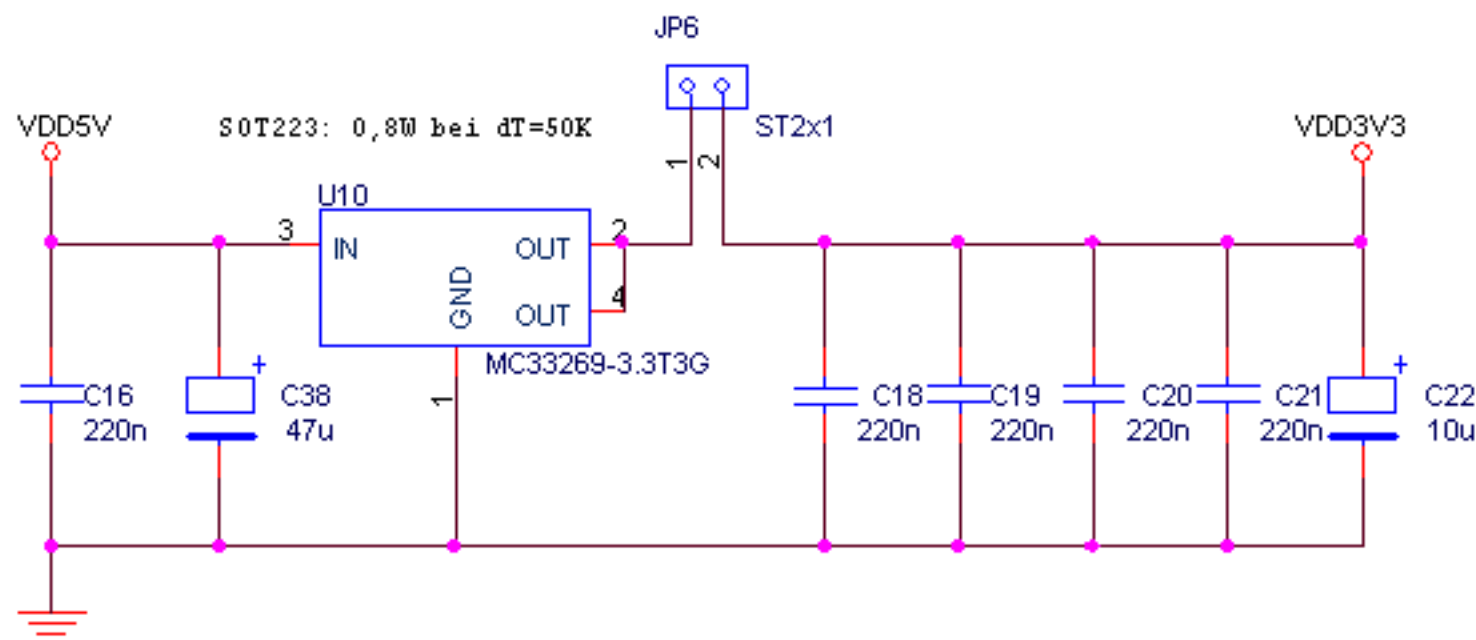 JP6
VDD5V
SOT223: 0,8W bei dT=50K
ST2x1
VDD3V3
1
2
U10
3
IN
OUT
2
GND
OUT
4
MC33269-3.3T3G
1
+
C16
220n
+
C38
47u
C18
220n
C19
220n
C20
220n
C21
220n
+
C22
10u